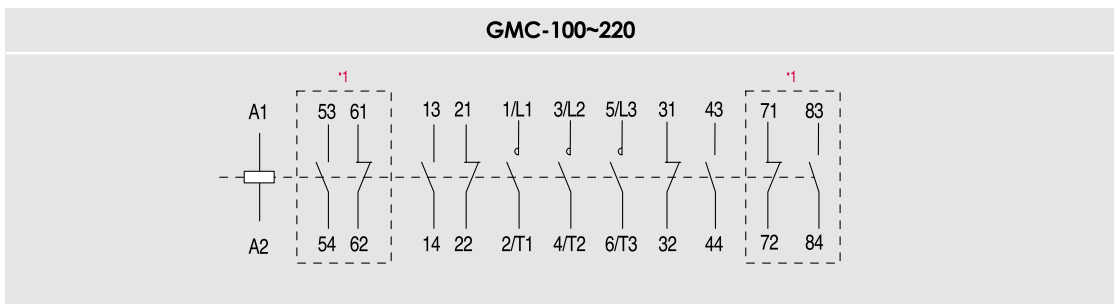 GMC-100~220
*1 *1
A1 53 61 13 21 1/L1 3/L2 5/L3 31 43 71 83
A2 54 62 14 22 2/T1 4/T2 6/T3 32 44 72 84